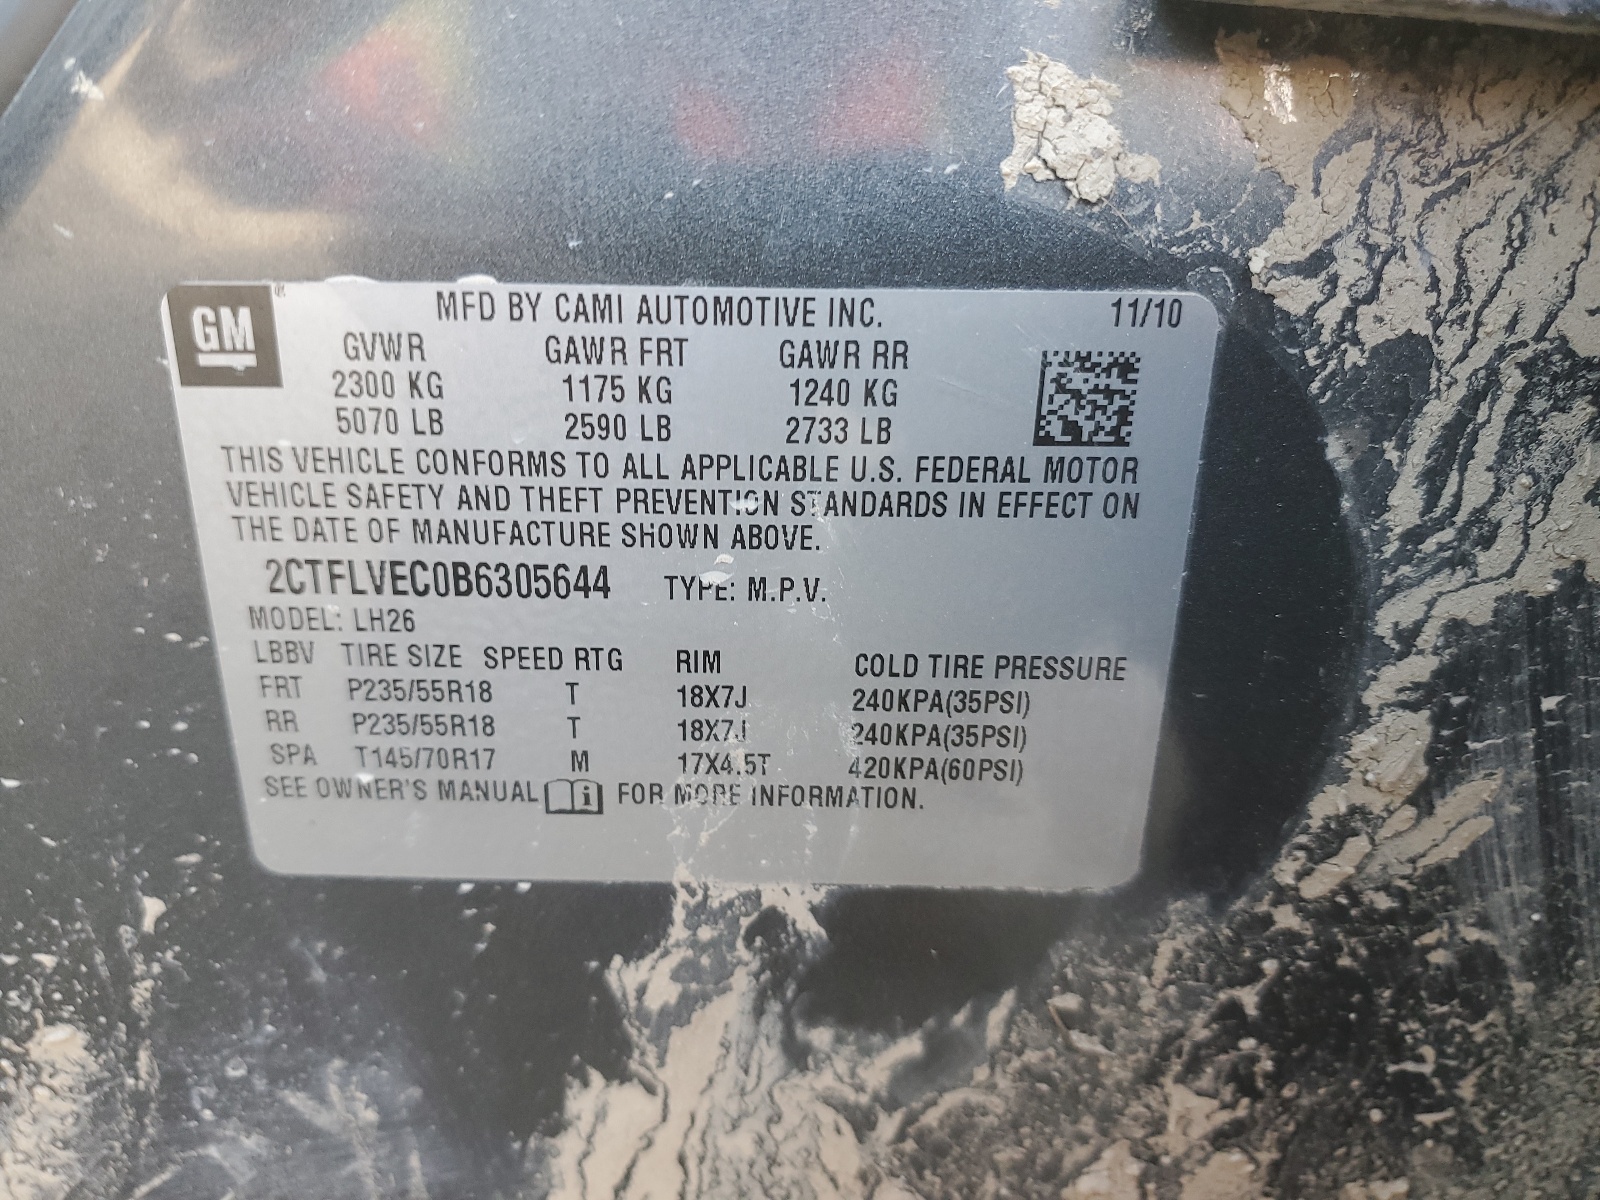 GM ® MFD BY CAMI AUTOMOTIVE INC. 11/10
GVWR GAWR FRT GAWR RR
2300 KG 1175 KG 1240 KG
5070 LB 2590 LB 2733 LB
THIS VEHICLE CONFORMS TO ALL APPLICABLE U.S. FEDERAL MOTOR
VEHICLE SAFETY AND THEFT PREVENTION STANDARDS IN EFFECT ON
THE DATE OF MANUFACTURE SHOWN ABOVE.
2CTFLVEC0B6305644 TYPE: M.P.V.
MODEL: LH26
LBBV TIRE SIZE SPEED RTG RIM COLD TIRE PRESSURE
FRT P235/55R18 T 18X7J 240KPA(35PSI)
RR P235/55R18 T 18X7J 240KPA(35PSI)
SPA T145/70R17 M 17X4.5T 420KPA(60PSI)
SEE OWNER'S MANUAL i FOR MORE INFORMATION.